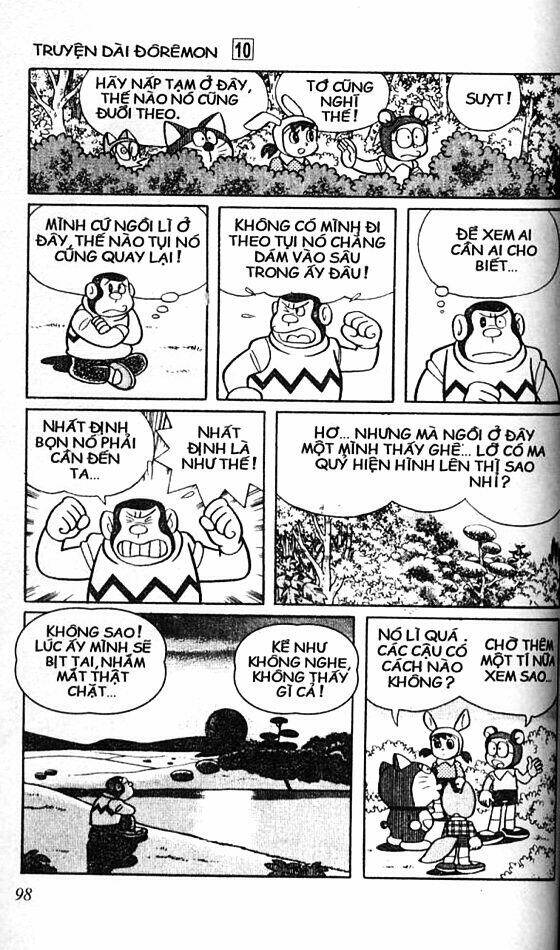 TRUYỆN DÀI ĐÔRÊMON 10
HÃY NẤP TẠM Ở ĐÂY,
THẾ NÀO NÓ CŨNG
ĐUỔI THEO.
TỚ CŨNG
NGHĨ
THẾ!
SUYT!
MÌNH CỨ NGỒI LÌ Ở
ĐÂY, THẾ NÀO TỤI NÓ
CŨNG QUAY LẠI!
KHÔNG CÓ MÌNH ĐI
THEO TỤI NÓ CHẲNG
DÁM VÀO SÂU
TRONG ẤY ĐÂU!
ĐỂ XEM AI
CẦN AI CHO
BIẾT...
NHẤT ĐỊNH
BỌN NÓ PHẢI
CẦN ĐẾN
TA...
NHẤT
ĐỊNH LÀ
NHƯ THẾ!
HƠ... NHƯNG MÀ NGỒI Ở ĐÂY
MỘT MÌNH THẤY GHÊ... LỠ CÓ MA
QUỶ HIỆN HÌNH LÊN THÌ SAO
NHỈ?
KHÔNG SAO!
LÚC ẤY MÌNH SẼ
BỊT TAI, NHẮM
MẮT THẬT
CHẶT...
KỂ NHƯ
KHÔNG NGHE,
KHÔNG THẤY
GÌ CẢ!
NÓ LÌ QUÁ.
CÁC CẬU CÓ
CÁCH NÀO
KHÔNG?
CHỜ THÊM
MỘT TÍ NỮA
XEM SAO...
98